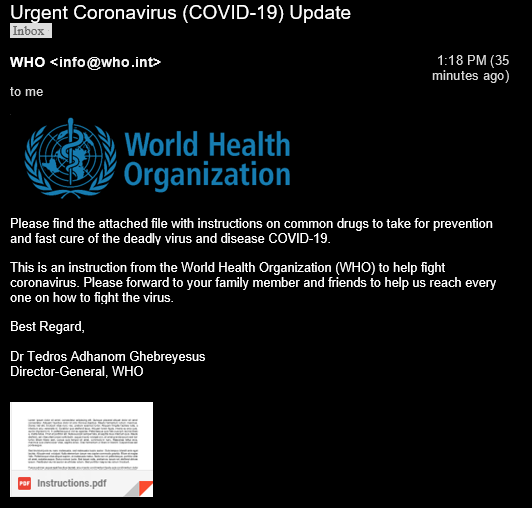 Urgent Coronavirus (COVID-19) Update
Inbox
WHO <info@who.int>
1:18 PM (35
minutes ago)
to me
World Health
Organization
Please find the attached file with instructions on common drugs to take for prevention
and fast cure of the deadly virus and disease COVID-19.
This is an instruction from the World Health Organization (WHO) to help fight
coronavirus. Please forward to your family member and friends to help us reach every
one on how to fight the virus.
Best Regard,
Dr Tedros Adhanom Ghebreyesus
Director-General, WHO
PDF
Instructions.pdf